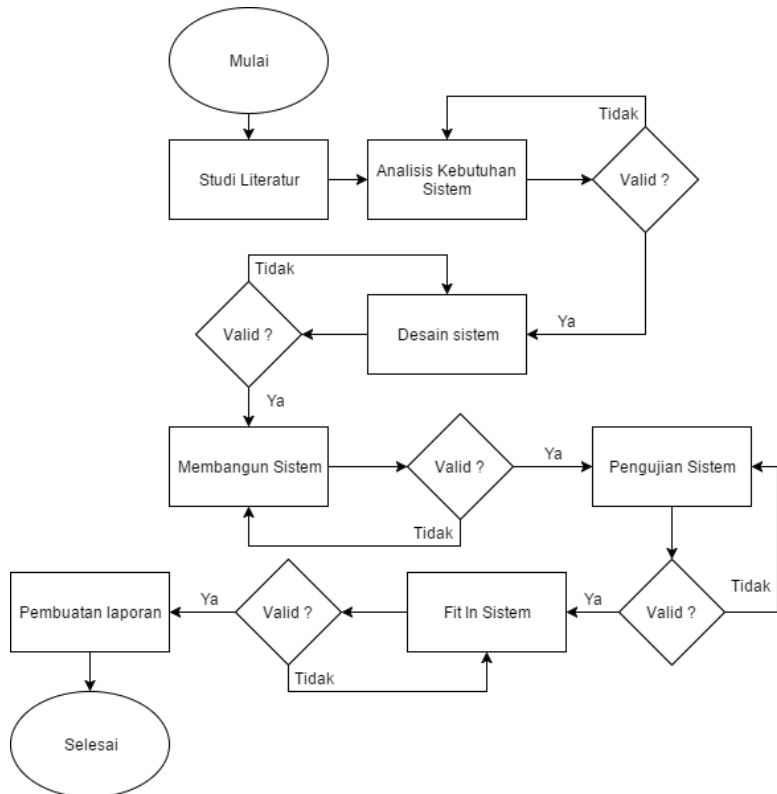 Mulai
Studi Literatur
Analisis Kebutuhan
Sistem
Tidak
Valid ?
Ya
Desain sistem
Tidak
Valid ?
Ya
Membangun Sistem
Valid ?
Tidak
Ya
Pengujian Sistem
Valid ?
Tidak
Ya
Fit In Sistem
Valid ?
Tidak
Ya
Pembuatan laporan
Selesai